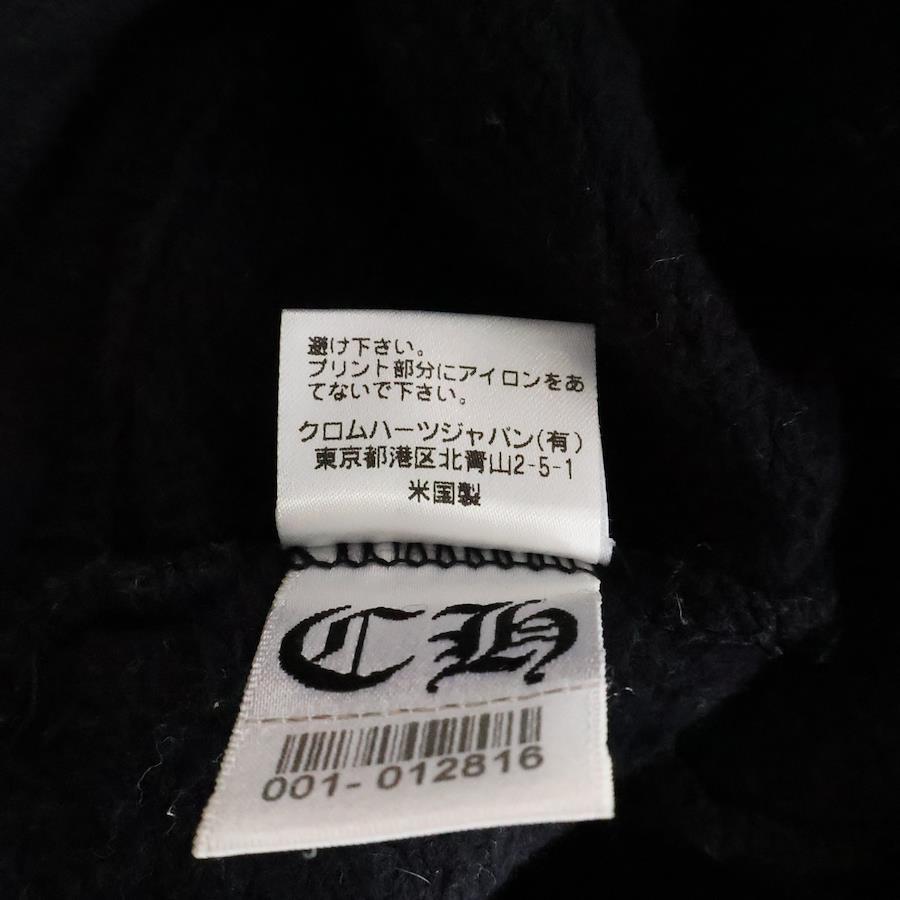 避け下さい。
プリント部分にアイロンをあ
てないで下さい。
クロムハーツジャパン(有)
東京都港区北青山2-5-1
米国製
CH
001-012816